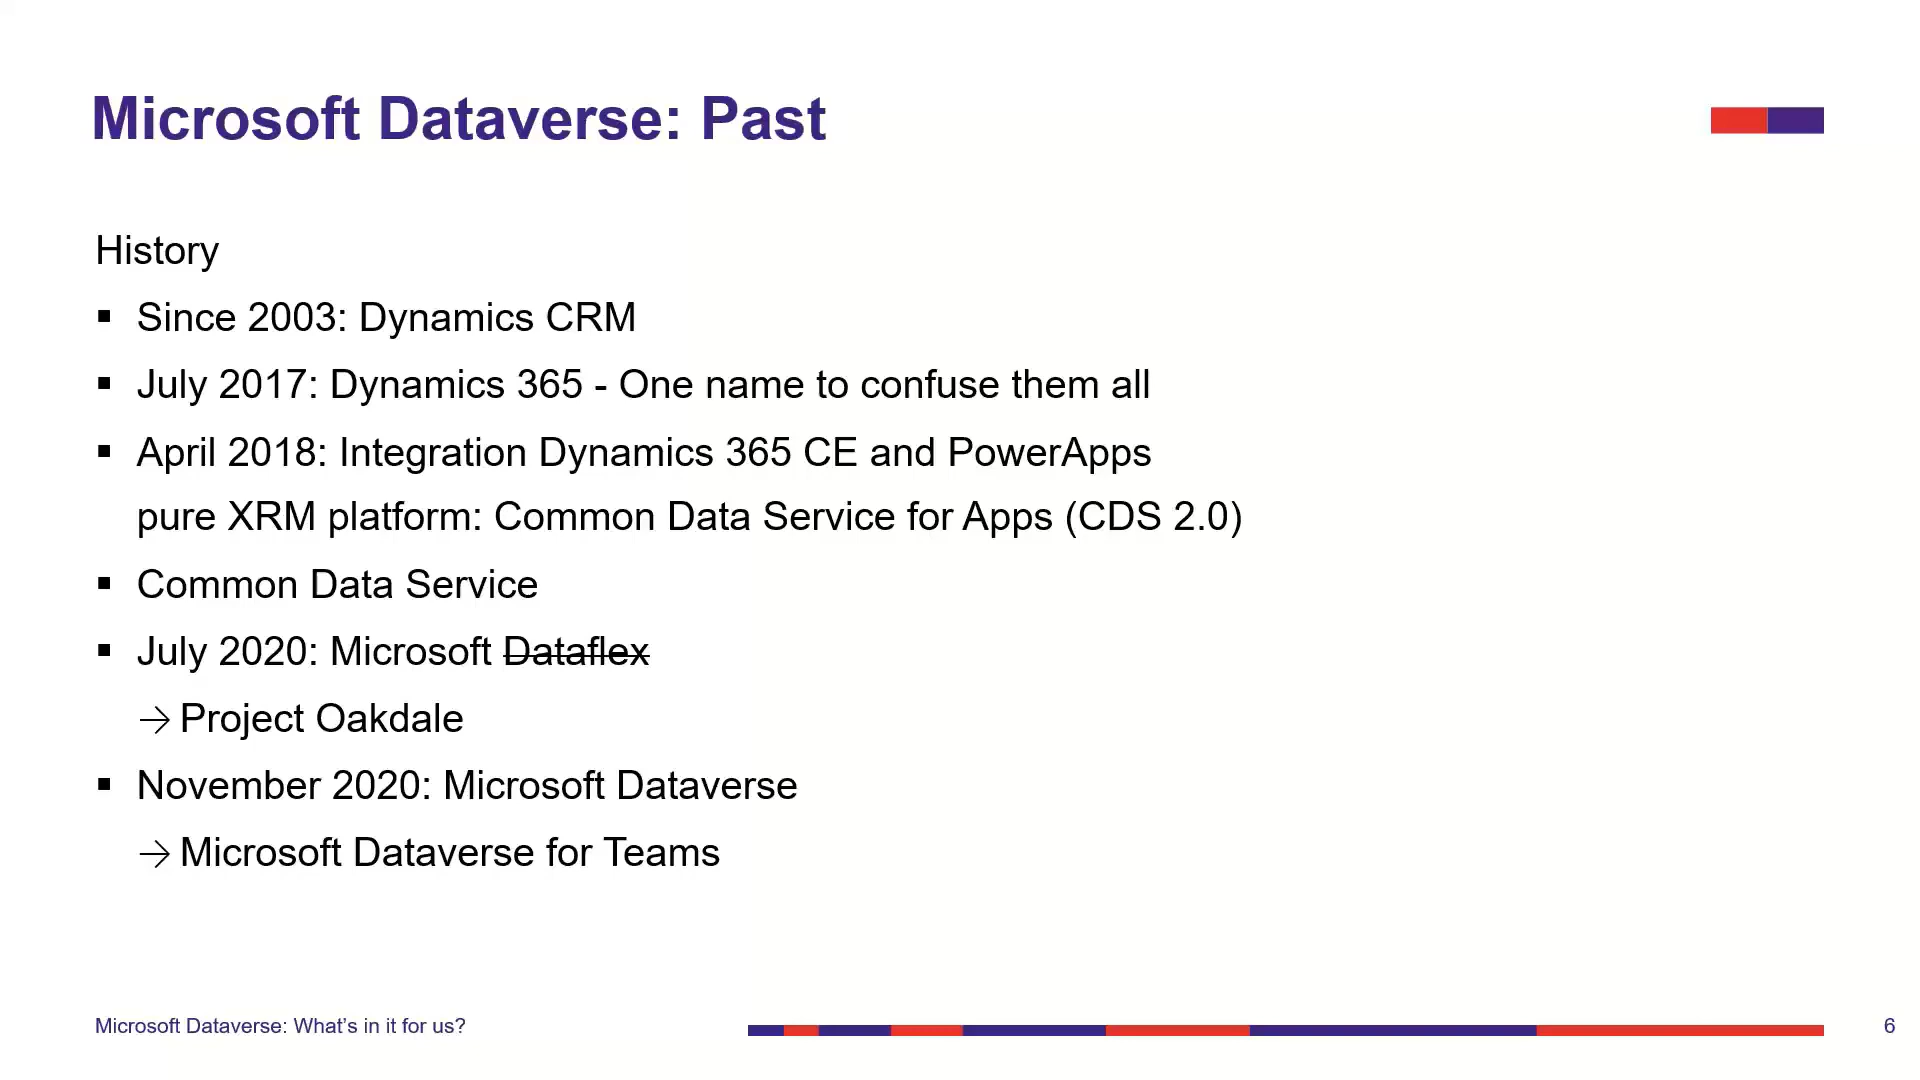 Microsoft Dataverse: Past
History
▪ Since 2003: Dynamics CRM
▪ July 2017: Dynamics 365 - One name to confuse them all
▪ April 2018: Integration Dynamics 365 CE and PowerApps
pure XRM platform: Common Data Service for Apps (CDS 2.0)
▪ Common Data Service
▪ July 2020: Microsoft Dataflex
→ Project Oakdale
▪ November 2020: Microsoft Dataverse
→ Microsoft Dataverse for Teams
Microsoft Dataverse: What’s in it for us?
6